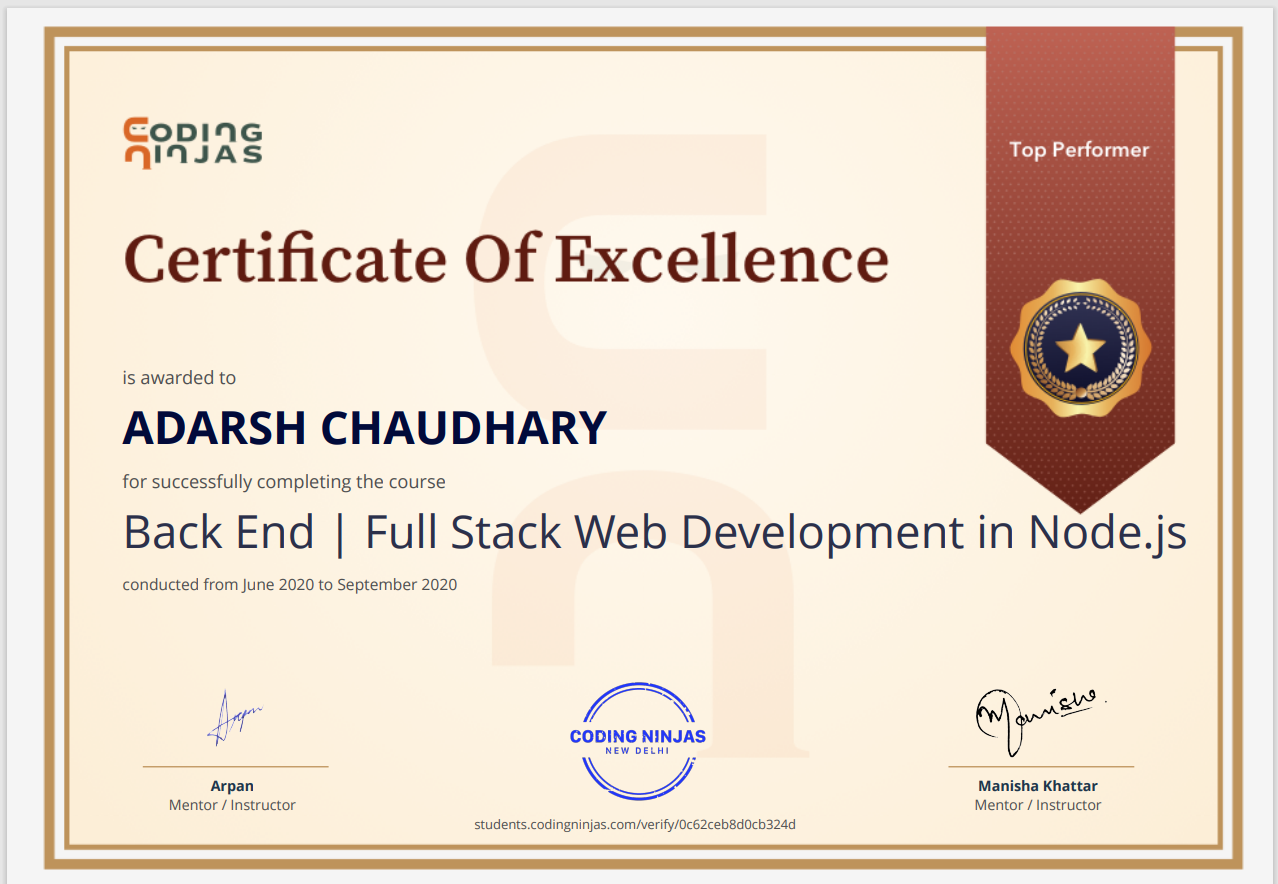 CODING
NINJAS
Top Performer
Certificate Of Excellence
is awarded to
ADARSH CHAUDHARY
for successfully completing the course
Back End | Full Stack Web Development in Node.js
conducted from June 2020 to September 2020
Arpan
Manisha
CODING NINJAS
NEW DELHI
Arpan
Mentor / Instructor
Manisha Khattar
Mentor / Instructor
students.codingninjas.com/verify/0c62ceb8d0cb324d